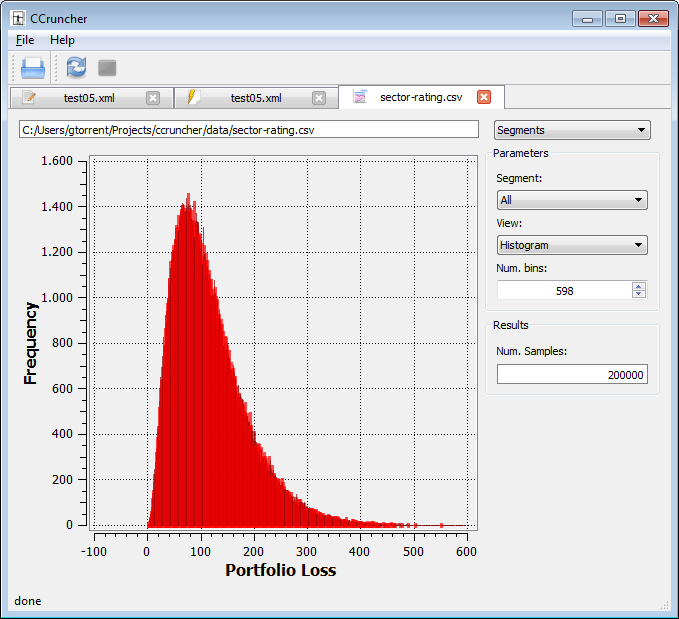 CCruncher
File Help
test05.xml test05.xml sector-rating.csv
C:/Users/gtorrent/Projects/ccruncher/data/sector-rating.csv
Segments
Parameters
Segment:
All
View:
Histogram
Num. bins:
598
Results
Num. Samples:
200000
1.600
1.400
1.200
1.000
800
600
400
200
0
Frequency
-100 0 100 200 300 400 500 600
Portfolio Loss
done